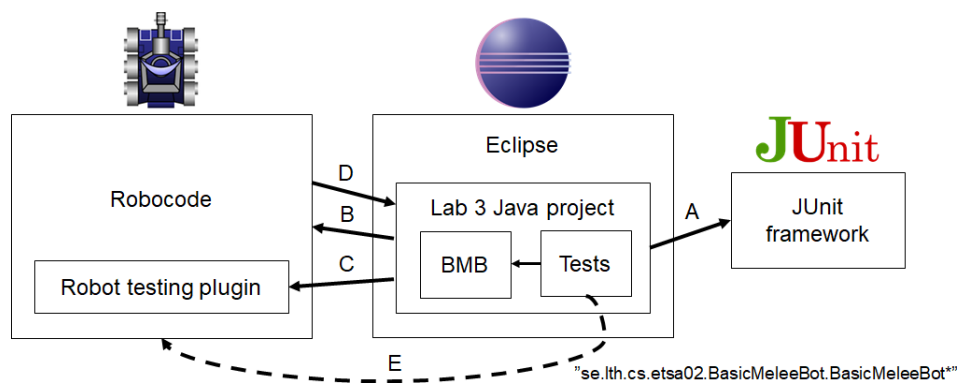 JUnit
Eclipse
Robocode
D
Lab 3 Java project
A
JUnit
framework
B
BMB
Tests
C
Robot testing plugin
E
”se.lth.cs.etsa02.BasicMeleeBot.BasicMeleeBot*”